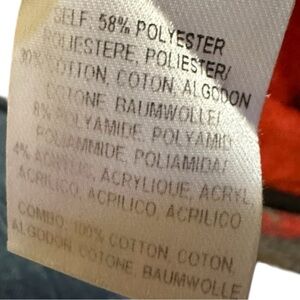 SELF: 58% POLYESTER
POLIESTERE, POLIESTER/
30% COTTON, COTON, ALGODON
COTONE, BAUMWOLLE/
8% POLYAMIDE, POLYAMID
POLIAMMIDE, POLIAMIDA/
4% ACRYLIC, ACRYLIQUE, ACRYL,
ACRILICO, ACRILICO, ACRILICO
COMBO: 100% COTTON, COTON,
ALGODON, COTONE, BAUMWOLLE